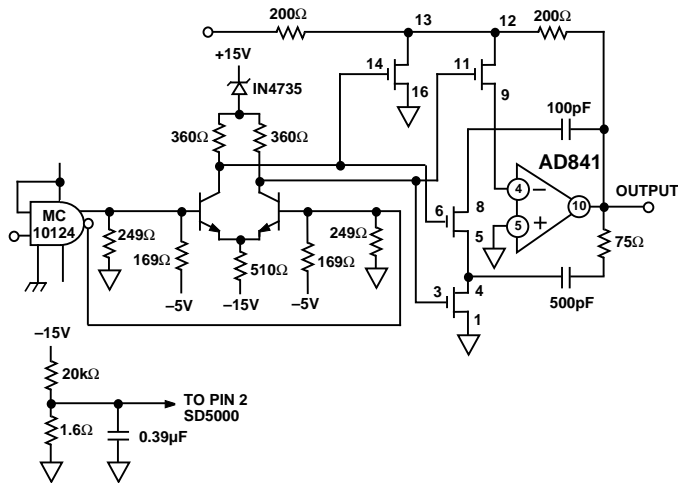 200Ω
13
12
200Ω
+15V
IN4735
14
16
11
9
360Ω
360Ω
100pF
AD841
4
–
10
OUTPUT
5
+
MC
10124
6
8
5
249Ω
169Ω
510Ω
169Ω
249Ω
75Ω
–5V
–15V
–5V
3
4
1
500pF
–15V
20kΩ
TO PIN 2
SD5000
1.6Ω
0.39µF